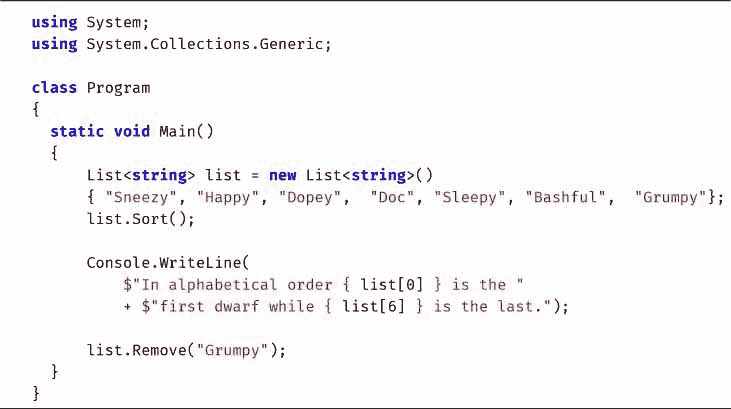 using System;
using System.Collections.Generic;

class Program
{
  static void Main()
  {
      List<string> list = new List<string>()
      { "Sneezy", "Happy", "Dopey",  "Doc", "Sleepy", "Bashful",  "Grumpy"};
      list.Sort();

      Console.WriteLine(
          $"In alphabetical order { list[0] } is the "
          + $"first dwarf while { list[6] } is the last.");

      list.Remove("Grumpy");
  }
}